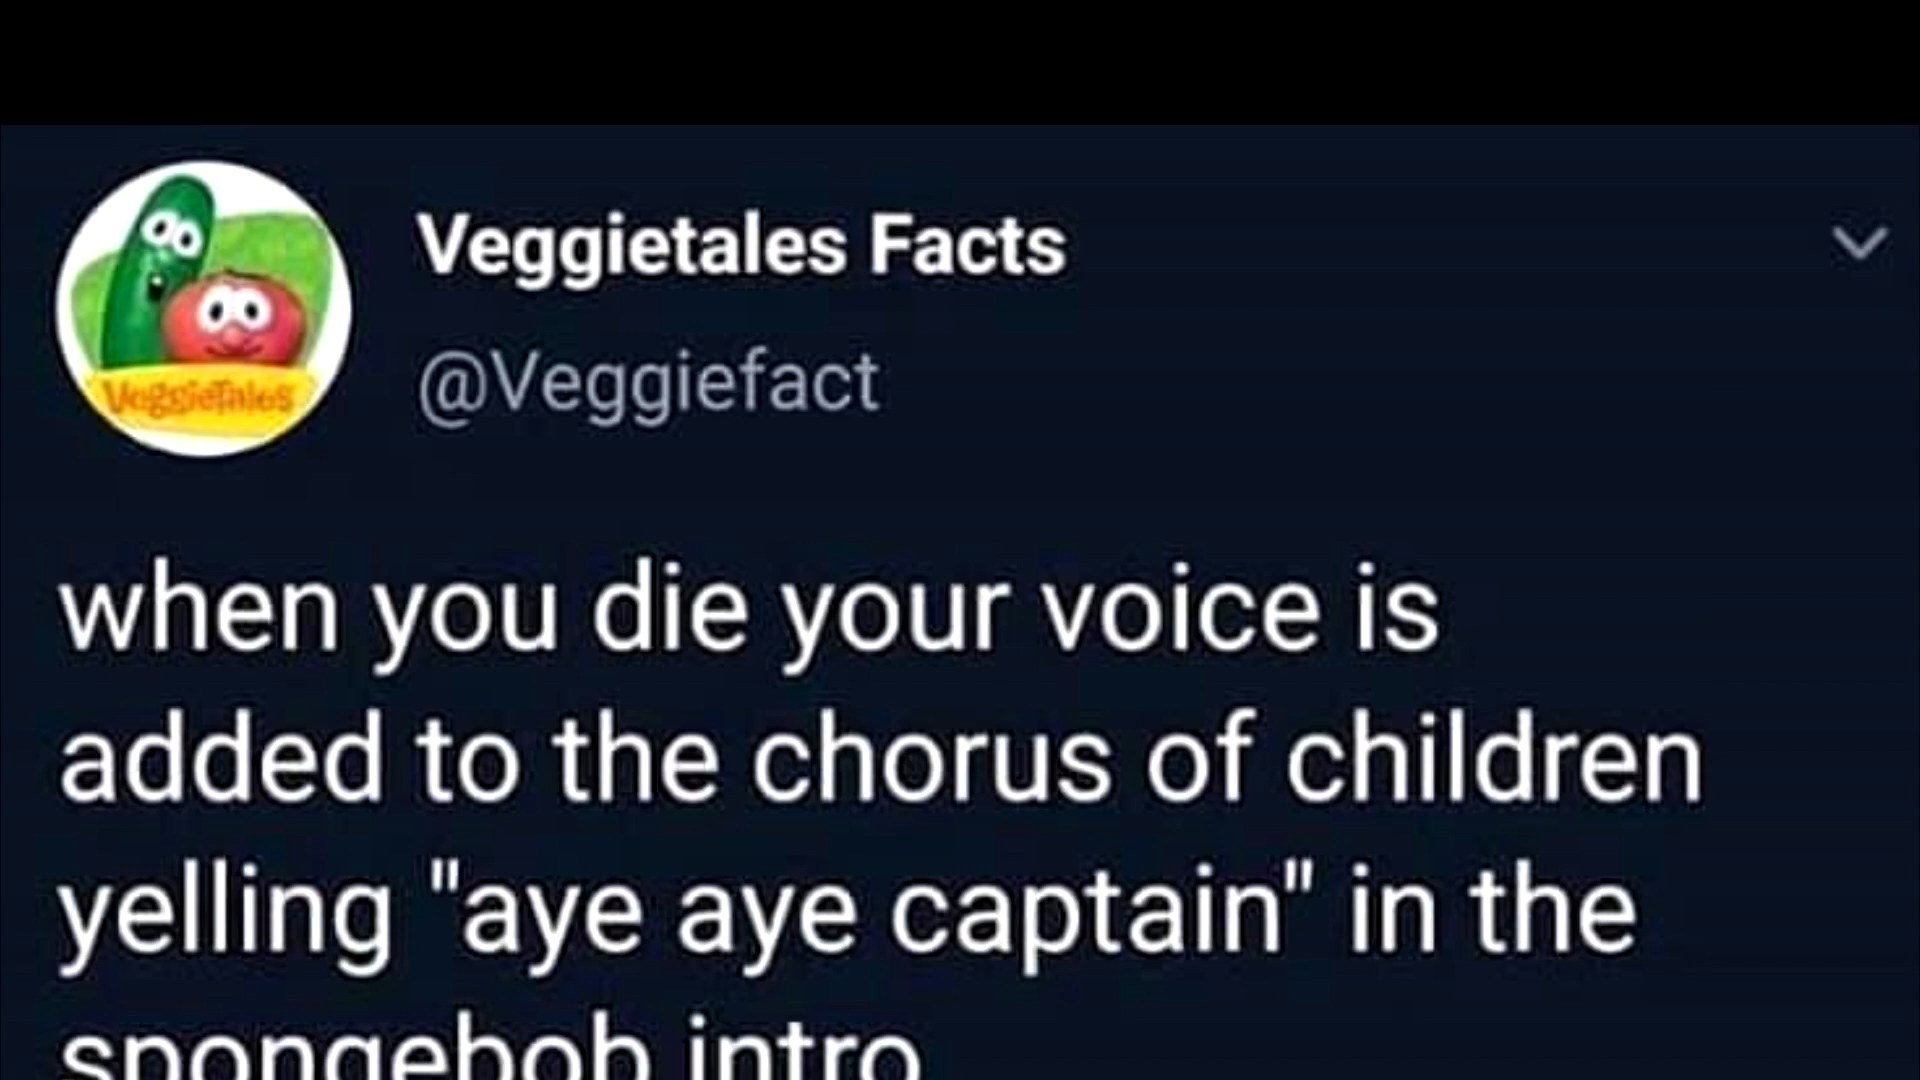 Veggietales Facts
@Veggiefact
VeggieTales
when you die your voice is
added to the chorus of children
yelling "aye aye captain" in the
spongebob intro